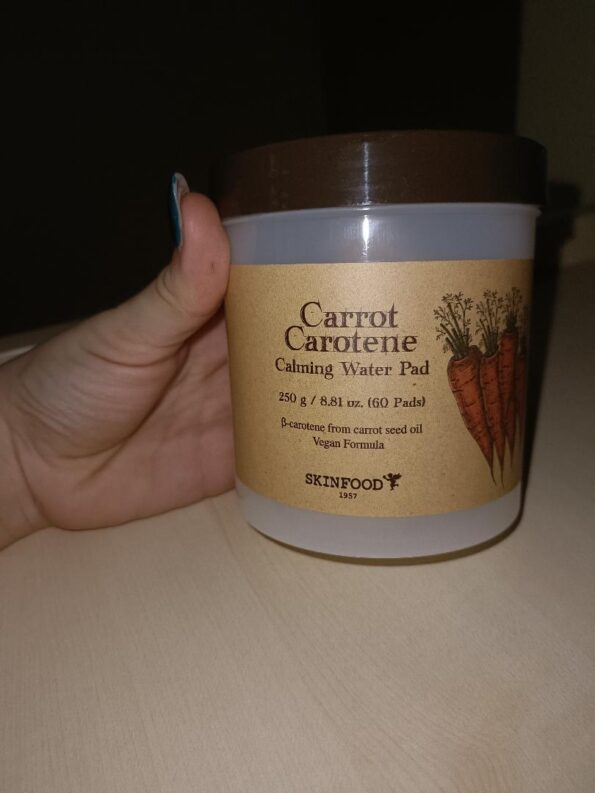 Carrot
Carotene
Calming Water Pad
250 g / 8.81 oz. (60 Pads)
β-carotene from carrot seed oil
Vegan Formula
SKINFOOD
1957